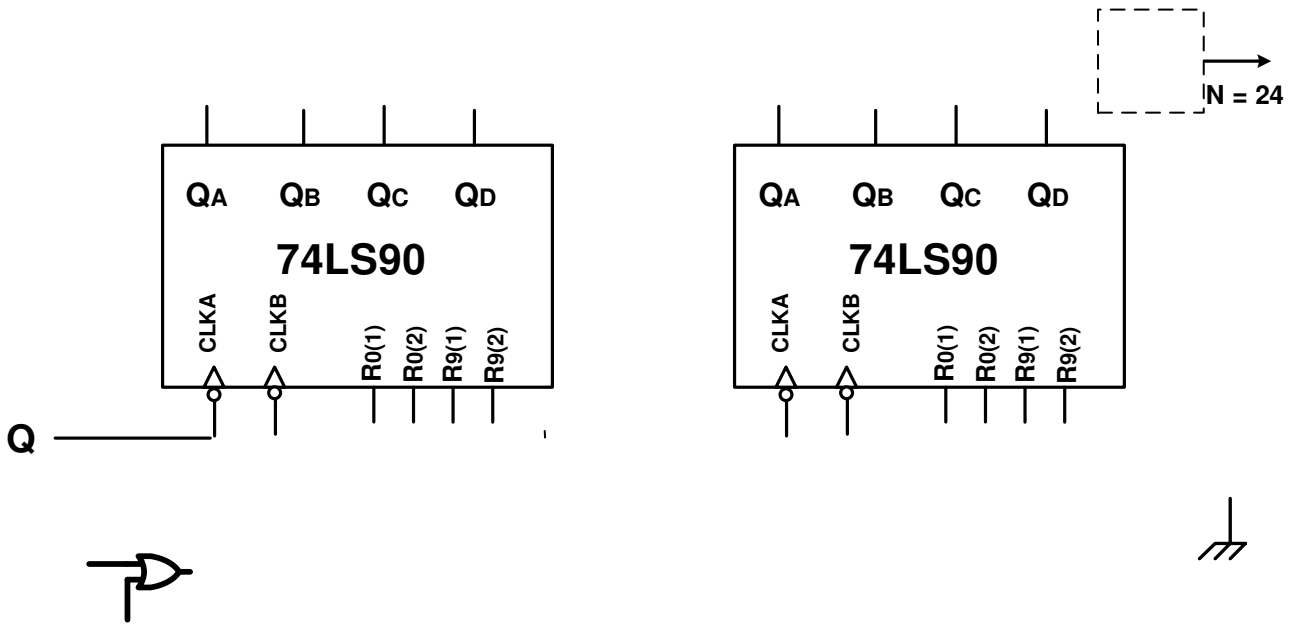 N = 24
QA QB QC QD
74LS90
CLKA CLKB R0(1) R0(2) R9(1) R9(2)
QA QB QC QD
74LS90
CLKA CLKB R0(1) R0(2) R9(1) R9(2)
Q